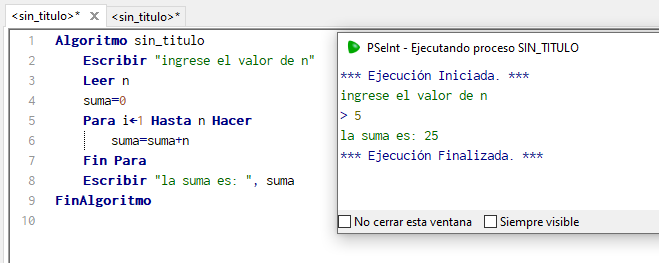 <sin_titulo>* X <sin_titulo>*
1 Algoritmo sin_titulo
2 Escribir "ingrese el valor de n"
3 Leer n
4 suma=0
5 Para i←1 Hasta n Hacer
6 suma=suma+n
7 Fin Para
8 Escribir "la suma es: ", suma
9 FinAlgoritmo
10
PSeInt - Ejecutando proceso SIN_TITULO
*** Ejecución Iniciada. ***
ingrese el valor de n
> 5
la suma es: 25
*** Ejecución Finalizada. ***
No cerrar esta ventana Siempre visible